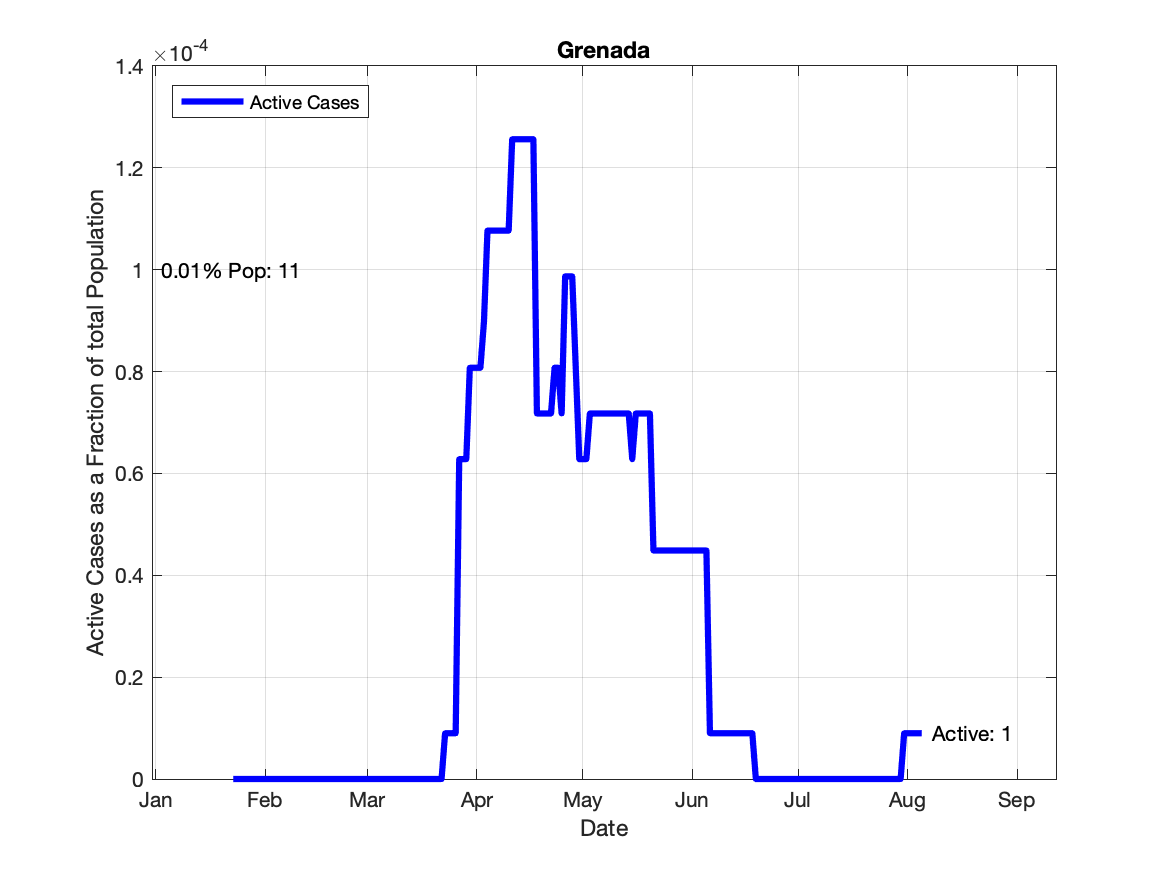 Grenada
×10^-4
Active Cases
1.4
1.2
1
0.8
0.6
0.4
0.2
0
0.01% Pop: 11
Active: 1
Active Cases as a Fraction of total Population
Jan Feb Mar Apr May Jun Jul Aug Sep
Date